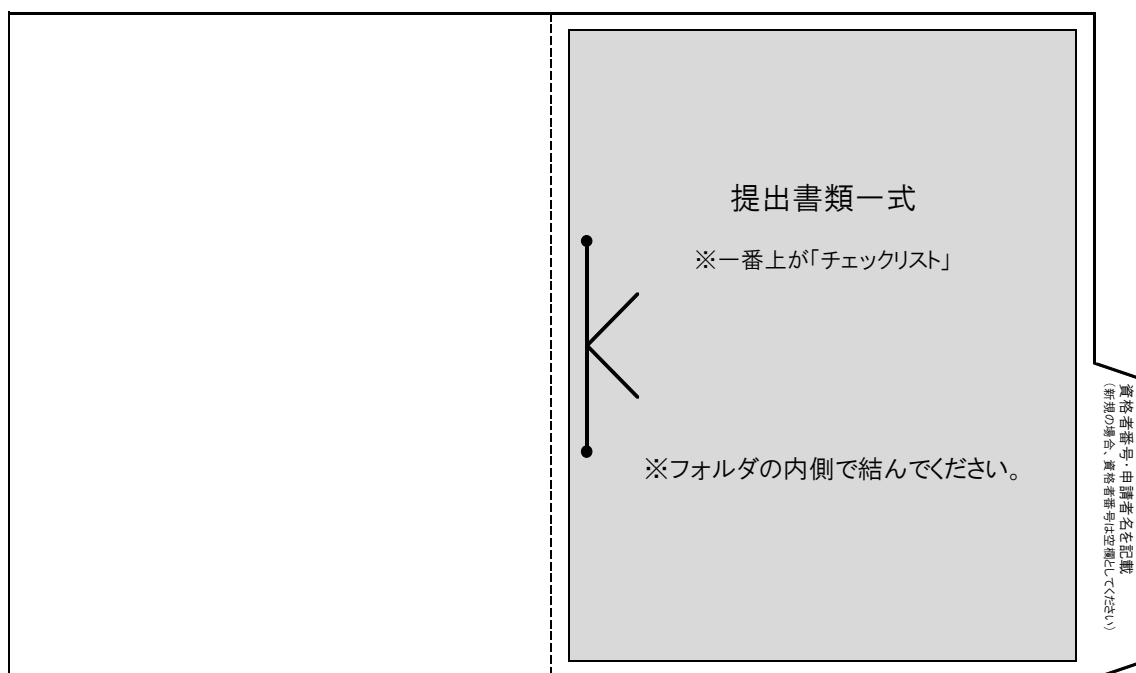 提出書類一式
※一番上が「チェックリスト」
※フォルダの内側で結んでください。
資格者番号・申請者名を記載
（新規の場合、資格者番号は空欄としてください）